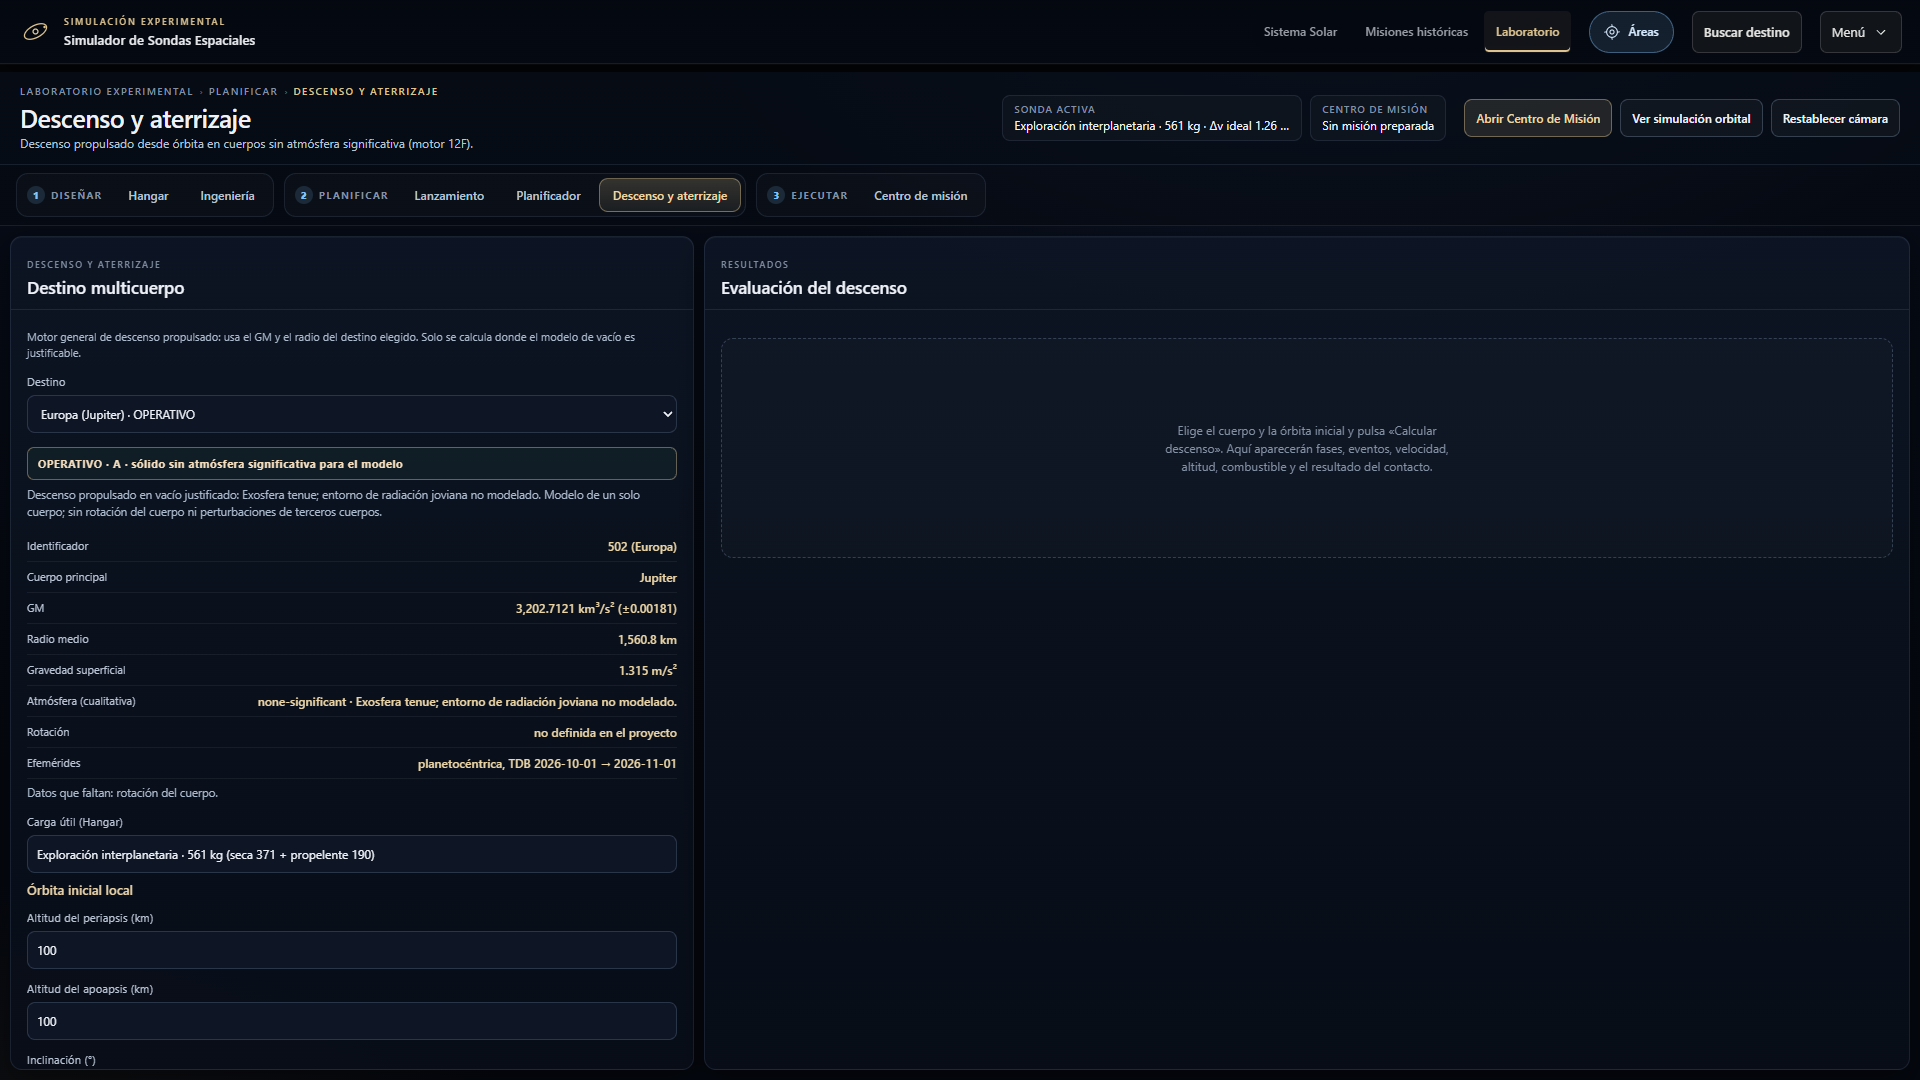 SIMULACIÓN EXPERIMENTAL
Simulador de Sondas Espaciales
Sistema Solar
Misiones históricas
Laboratorio
Áreas
Buscar destino
Menú
LABORATORIO EXPERIMENTAL › PLANIFICAR › DESCENSO Y ATERRIZAJE
Descenso y aterrizaje
Descenso propulsado desde órbita en cuerpos sin atmósfera significativa (motor 12F).
SONDA ACTIVA
Exploración interplanetaria · 561 kg · Δv ideal 1.26 ...
CENTRO DE MISIÓN
Sin misión preparada
Abrir Centro de Misión
Ver simulación orbital
Restablecer cámara
1 DISEÑAR
Hangar
Ingeniería
2 PLANIFICAR
Lanzamiento
Planificador
Descenso y aterrizaje
3 EJECUTAR
Centro de misión
DESCENSO Y ATERRIZAJE
Destino multicuerpo
Motor general de descenso propulsado: usa el GM y el radio del destino elegido. Solo se calcula donde el modelo de vacío es
justificable.
Destino
Europa (Jupiter) · OPERATIVO
OPERATIVO · A · sólido sin atmósfera significativa para el modelo
Descenso propulsado en vacío justificado: Exosfera tenue; entorno de radiación joviana no modelado. Modelo de un solo
cuerpo; sin rotación del cuerpo ni perturbaciones de terceros cuerpos.
Identificador 502 (Europa)
Cuerpo principal Jupiter
GM 3,202.7121 km³/s² (±0.00181)
Radio medio 1,560.8 km
Gravedad superficial 1.315 m/s²
Atmósfera (cualitativa) none-significant · Exosfera tenue; entorno de radiación joviana no modelado.
Rotación no definida en el proyecto
Efemérides planetocéntrica, TDB 2026-10-01 → 2026-11-01
Datos que faltan: rotación del cuerpo.
Carga útil (Hangar)
Exploración interplanetaria · 561 kg (seca 371 + propelente 190)
Órbita inicial local
Altitud del periapsis (km)
100
Altitud del apoapsis (km)
100
Inclinación (°)
RESULTADOS
Evaluación del descenso
Elige el cuerpo y la órbita inicial y pulsa «Calcular
descenso». Aquí aparecerán fases, eventos, velocidad,
altitud, combustible y el resultado del contacto.